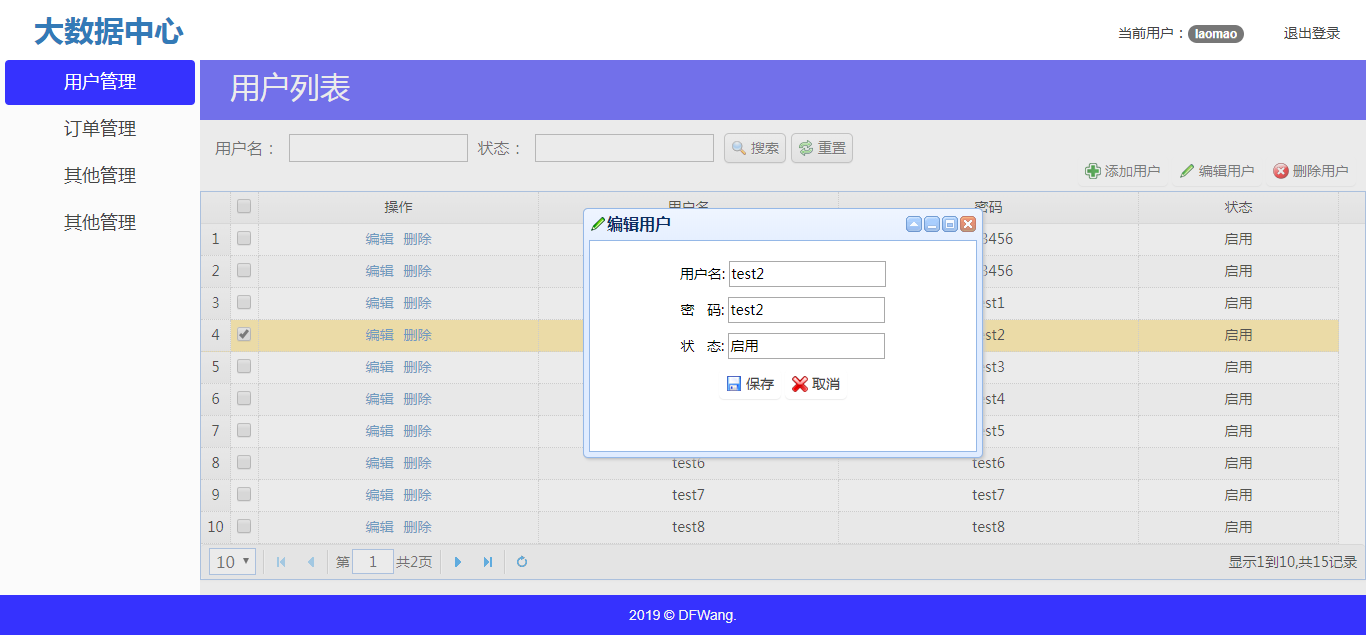 大数据中心
当前用户： laomao 退出登录
用户管理
订单管理
其他管理
其他管理
用户列表
用户名： 状态： 搜索 重置
添加用户 编辑用户 删除用户
操作 用户名 密码 状态
1 编辑 删除 3456 启用
2 编辑 删除 3456 启用
3 编辑 删除 st1 启用
4 编辑 删除 st2 启用
5 编辑 删除 st3 启用
6 编辑 删除 st4 启用
7 编辑 删除 st5 启用
8 编辑 删除 test6 test6 启用
9 编辑 删除 test7 test7 启用
10 编辑 删除 test8 test8 启用
编辑用户
用户名: test2
密 码: test2
状 态: 启用
保存 取消
10 第 1 共2页 显示1到10,共15记录
2019 © DFWang.